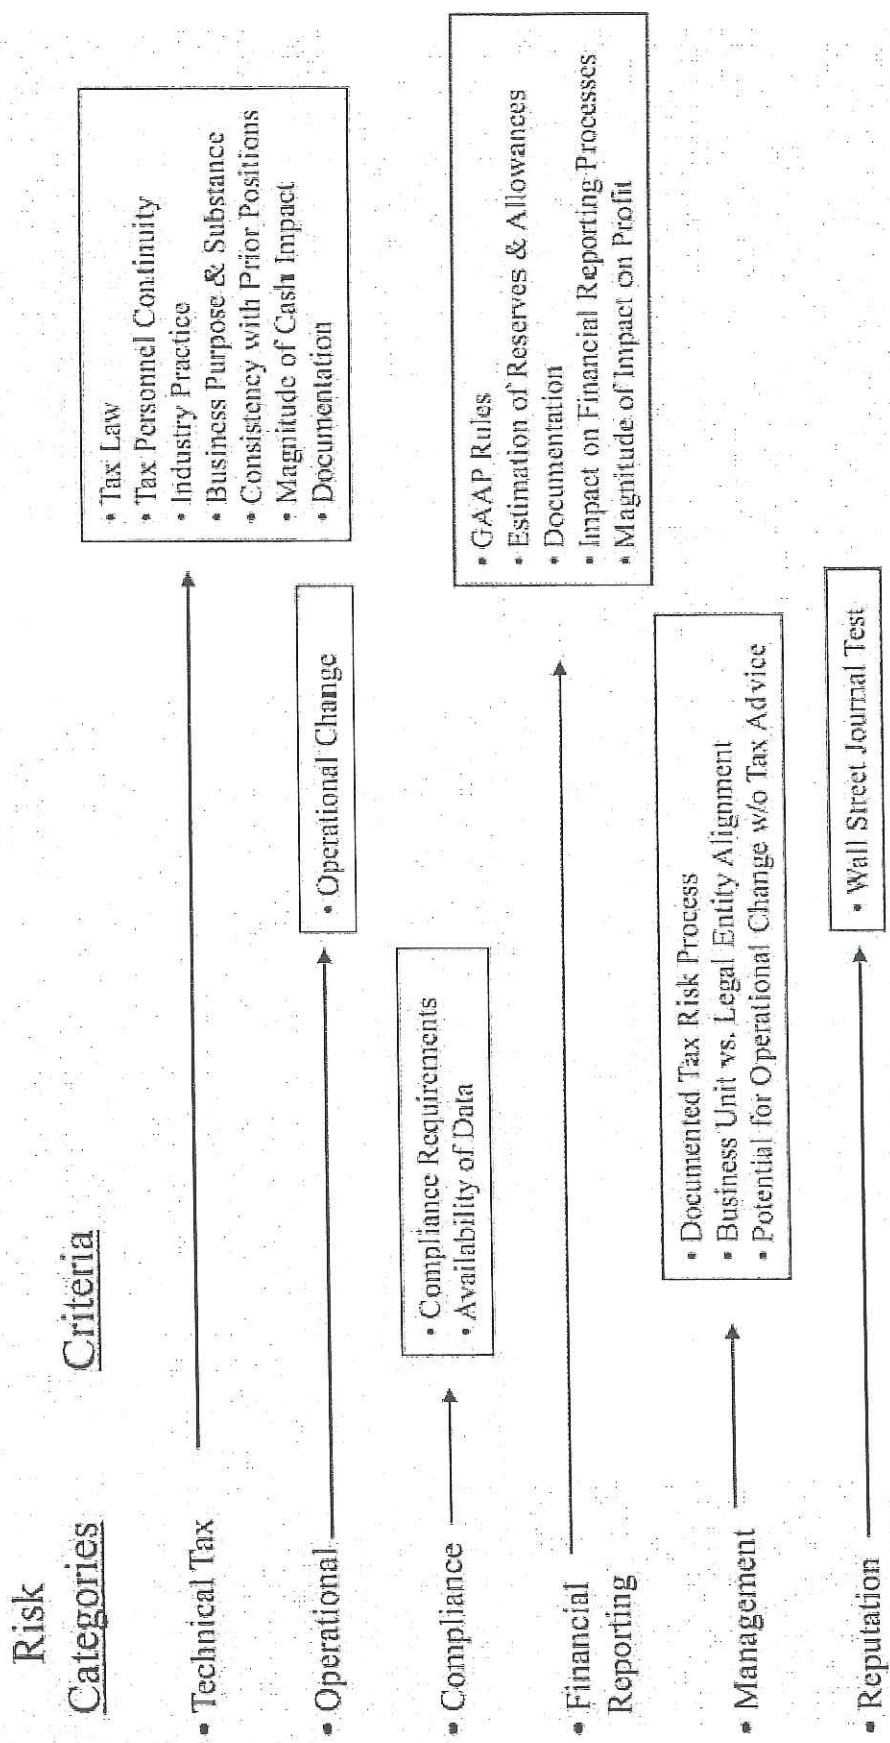 Risk
Categories
Criteria
• Technical Tax
• Tax Law
• Tax Personnel Continuity
• Industry Practice
• Business Purpose & Substance
• Consistency with Prior Positions
• Magnitude of Cash Impact
• Documentation
• Operational
• Operational Change
• Compliance
• Compliance Requirements
• Availability of Data
• Financial
Reporting
• GAAP Rules
• Estimation of Reserves & Allowances
• Documentation
• Impact on Financial Reporting Processes
• Magnitude of Impact on Profit
• Management
• Documented Tax Risk Process
• Business Unit vs. Legal Entity Alignment
• Potential for Operational Change w/o Tax Advice
• Reputation
• Wall Street Journal Test